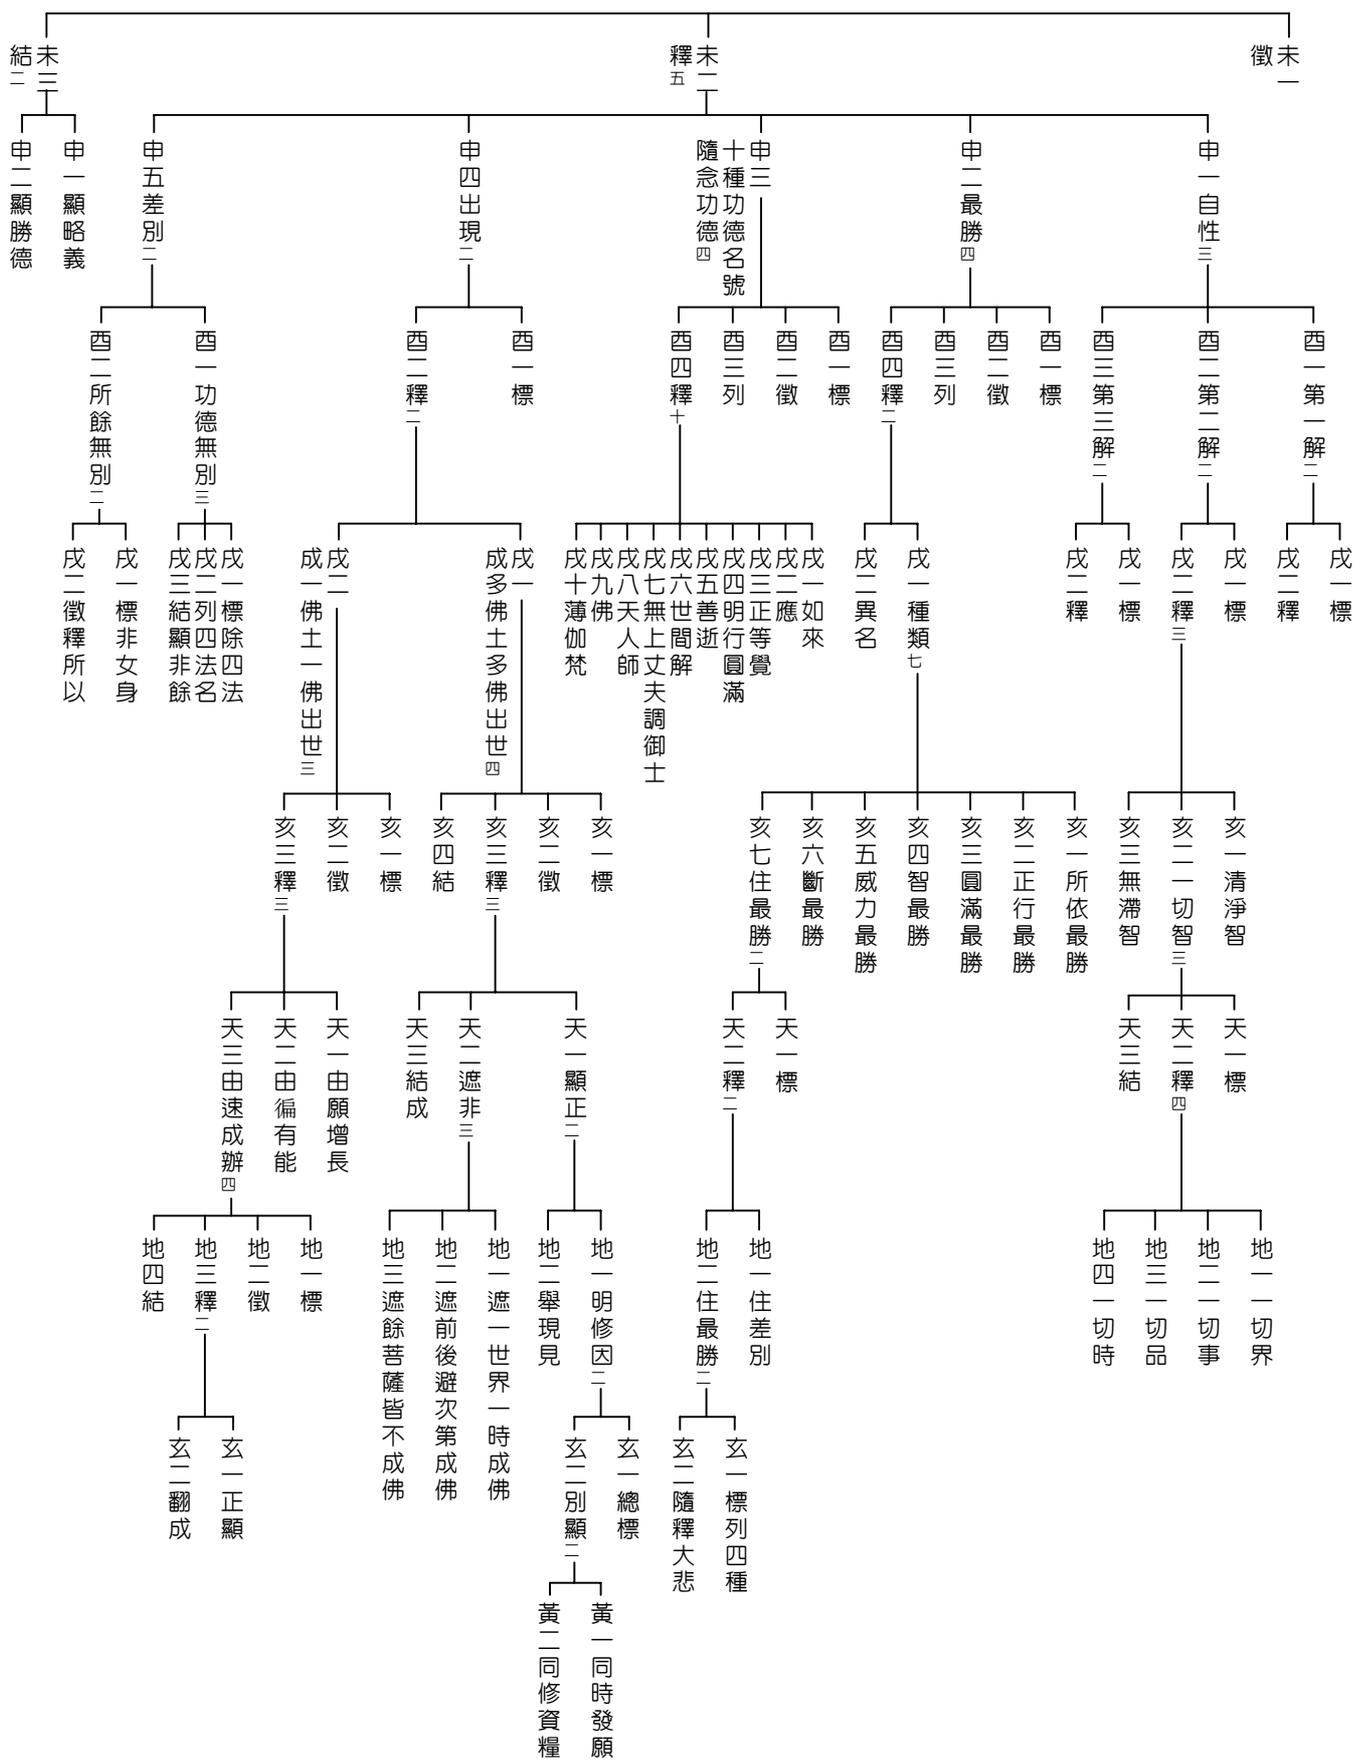 未一
徵
未二
釋五
未三
結二
申一自性三
申二最勝四
申三
十種功德名號
隨念功德四
申四出現二
申五差別二
申一顯略義
申二顯勝德
酉一第一解二
酉二第二解二
酉三第三解二
酉一標
酉二徵
酉三列
酉四釋二
酉一標
酉二徵
酉三列
酉四釋十
酉一標
酉二釋二
酉一功德無別三
酉二所餘無別二
戌一標
戌二釋
戌一標
戌二釋三
戌一標
戌二釋
戌一種類七
戌二異名
戌一如來
戌二應
戌三正等覺
戌四明行圓滿
戌五善逝
戌六世間解
戌七無上丈夫調御士
戌八天人師
戌九佛
戌十薄伽梵
戌一
成多佛土多佛出世四
戌二
成一佛土一佛出世三
戌一標除四法
戌二列四法名
戌三結顯非餘
戌一標非女身
戌二徵釋所以
亥一清淨智
亥二一切智三
亥三無滯智
亥一所依最勝
亥二正行最勝
亥三圓滿最勝
亥四智最勝
亥五威力最勝
亥六斷最勝
亥七住最勝二
亥一標
亥二徵
亥三釋三
亥四結
亥一標
亥二徵
亥三釋三
天一標
天二釋四
天三結
天一標
天二釋二
天一顯正二
天二遮非三
天三結成
天一由願增長
天二由徧有能
天三由速成辦四
地一一切界
地二一切事
地三一切品
地四一切時
地一住差別
地二住最勝二
地一明修因二
地二舉現見
地一遮一世界一時成佛
地二遮前後避次第成佛
地三遮餘菩薩皆不成佛
地一標
地二徵
地三釋二
地四結
玄一標列四種
玄二隨釋大悲
玄一總標
玄二別顯二
玄一正顯
玄二翻成
黃一同時發願
黃二同修資糧